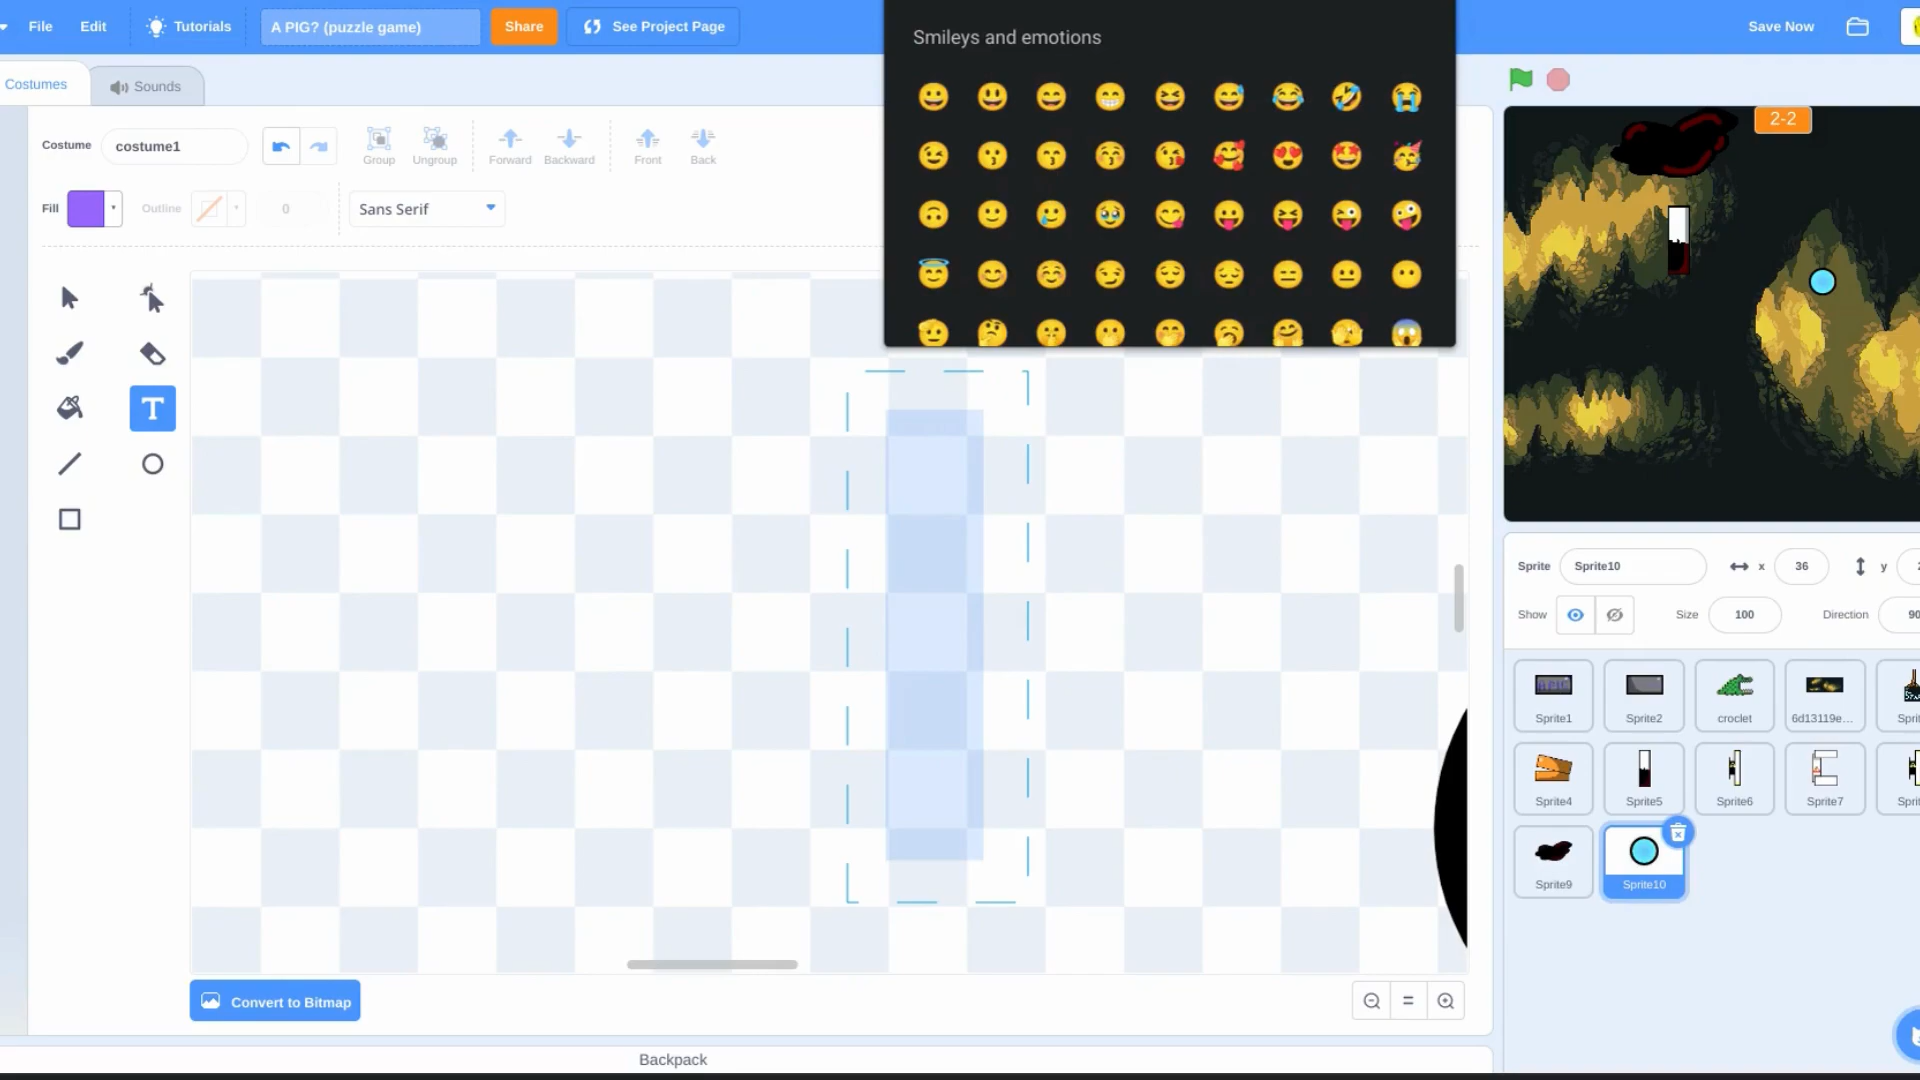 File Edit Tutorials A PIG? (puzzle game) Share See Project Page Save Now
Smileys and emotions
Costumes Sounds
Costume costume1 Group Ungroup Forward Backward Front Back
Fill Outline 0 Sans Serif
T
2-2
Sprite Sprite10 x 36 y
Show Size 100 Direction 90
Sprite1 Sprite2 croclet 6d13119e...
Sprite4 Sprite5 Sprite6 Sprite7
Sprite9 Sprite10
Convert to Bitmap
Backpack